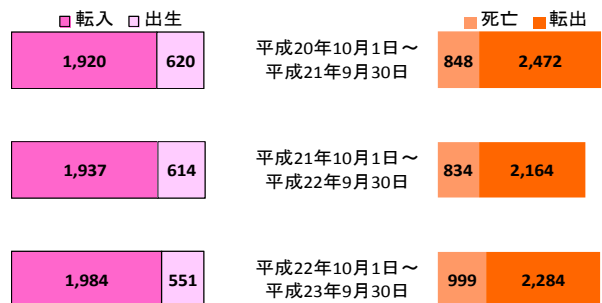 転入 出生 死亡 転出
1,920 620 平成20年10月1日～ 848 2,472
平成21年9月30日
1,937 614 平成21年10月1日～ 834 2,164
平成22年9月30日
1,984 551 平成22年10月1日～ 999 2,284
平成23年9月30日